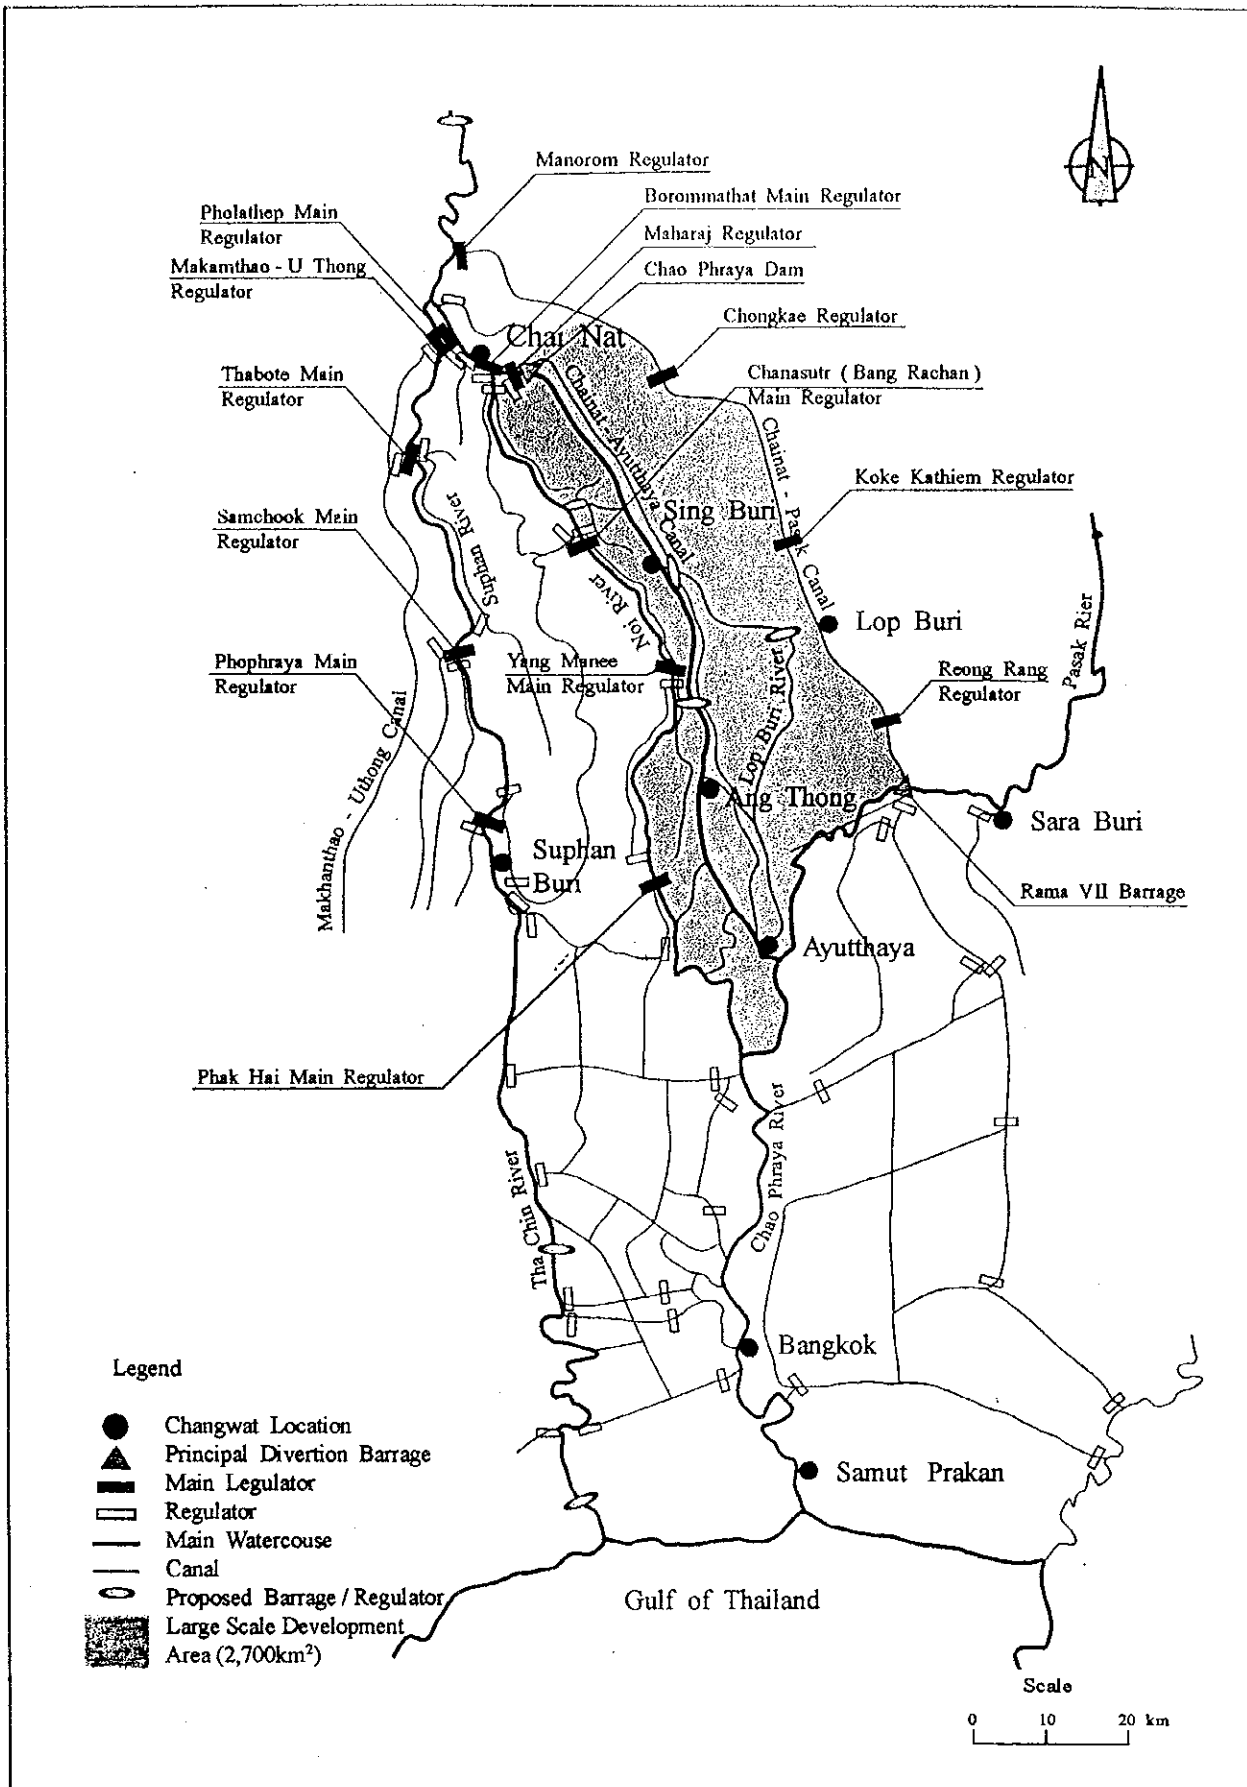 Manorom Regulator
Pholathep Main
Regulator
Borommathat Main Regulator
Maharaj Regulator
Makamthao - U Thong
Regulator
Chao Phraya Dam
Chongkae Regulator
Chai Nat
Thabote Main
Regulator
Chanasutr ( Bang Rachan )
Main Regulator
Chainat - Ayutthaya Canal
Chainat - Pasak Canal
Koke Kathiem Regulator
Sing Buri
Samchook Main
Regulator
Suphan River
Noi River
Lop Buri
Pasak Rier
Phophraya Main
Regulator
Yang Manee
Main Regulator
Reong Rang
Regulator
Lop Buri River
Makhanthao - Uthong Canal
Ang Thong
Sara Buri
Suphan
Buri
Rama VII Barrage
Ayutthaya
Phak Hai Main Regulator
Chao Phraya River
Tha Chin River
Bangkok
Samut Prakan
Gulf of Thailand
Legend
Changwat Location
Principal Divertion Barrage
Main Legulator
Regulator
Main Watercouse
Canal
Proposed Barrage / Regulator
Large Scale Development
Area (2,700km²)
N
Scale
0 10 20 km